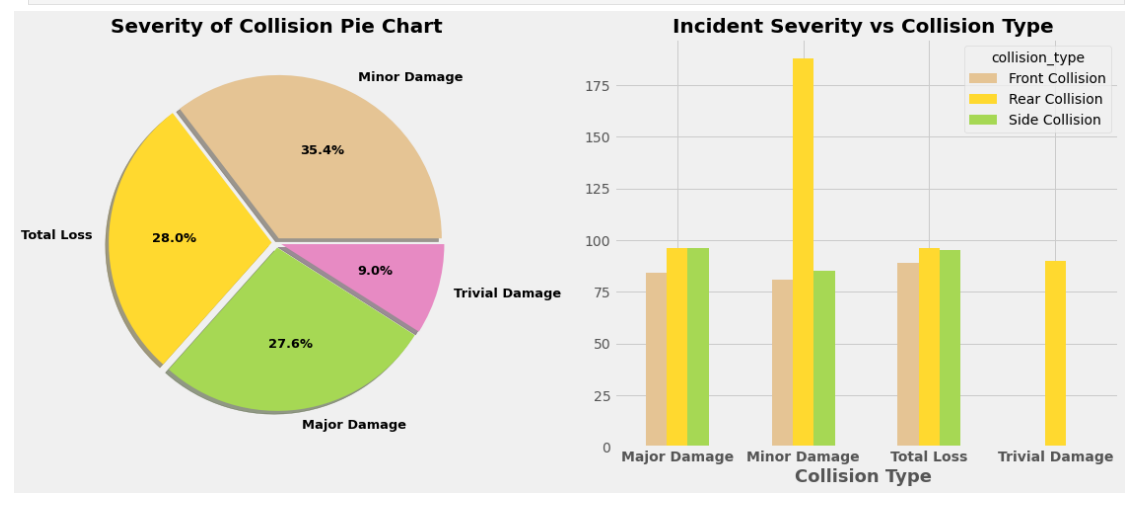 Severity of Collision Pie Chart
Minor Damage
35.4%
Total Loss
28.0%
9.0%
Trivial Damage
27.6%
Major Damage
Incident Severity vs Collision Type
collision_type
Front Collision
Rear Collision
Side Collision
175
150
125
100
75
50
25
0
Major Damage Minor Damage Total Loss Trivial Damage
Collision Type